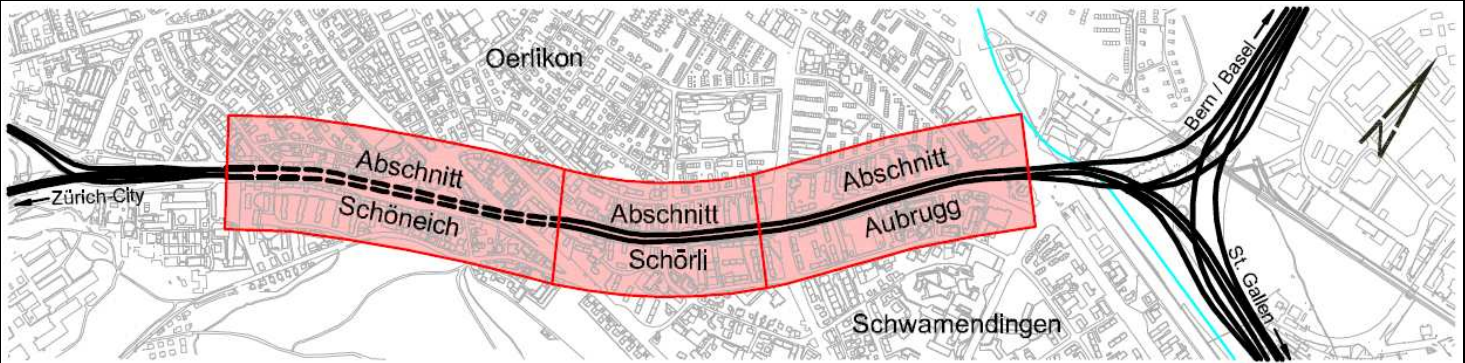 Oerlikon
Bern / Basel
N
Abschnitt
Schöneich
Abschnitt
Schörli
Abschnitt
Aubrugg
Zürich-City
St. Gallen
Schwamendingen